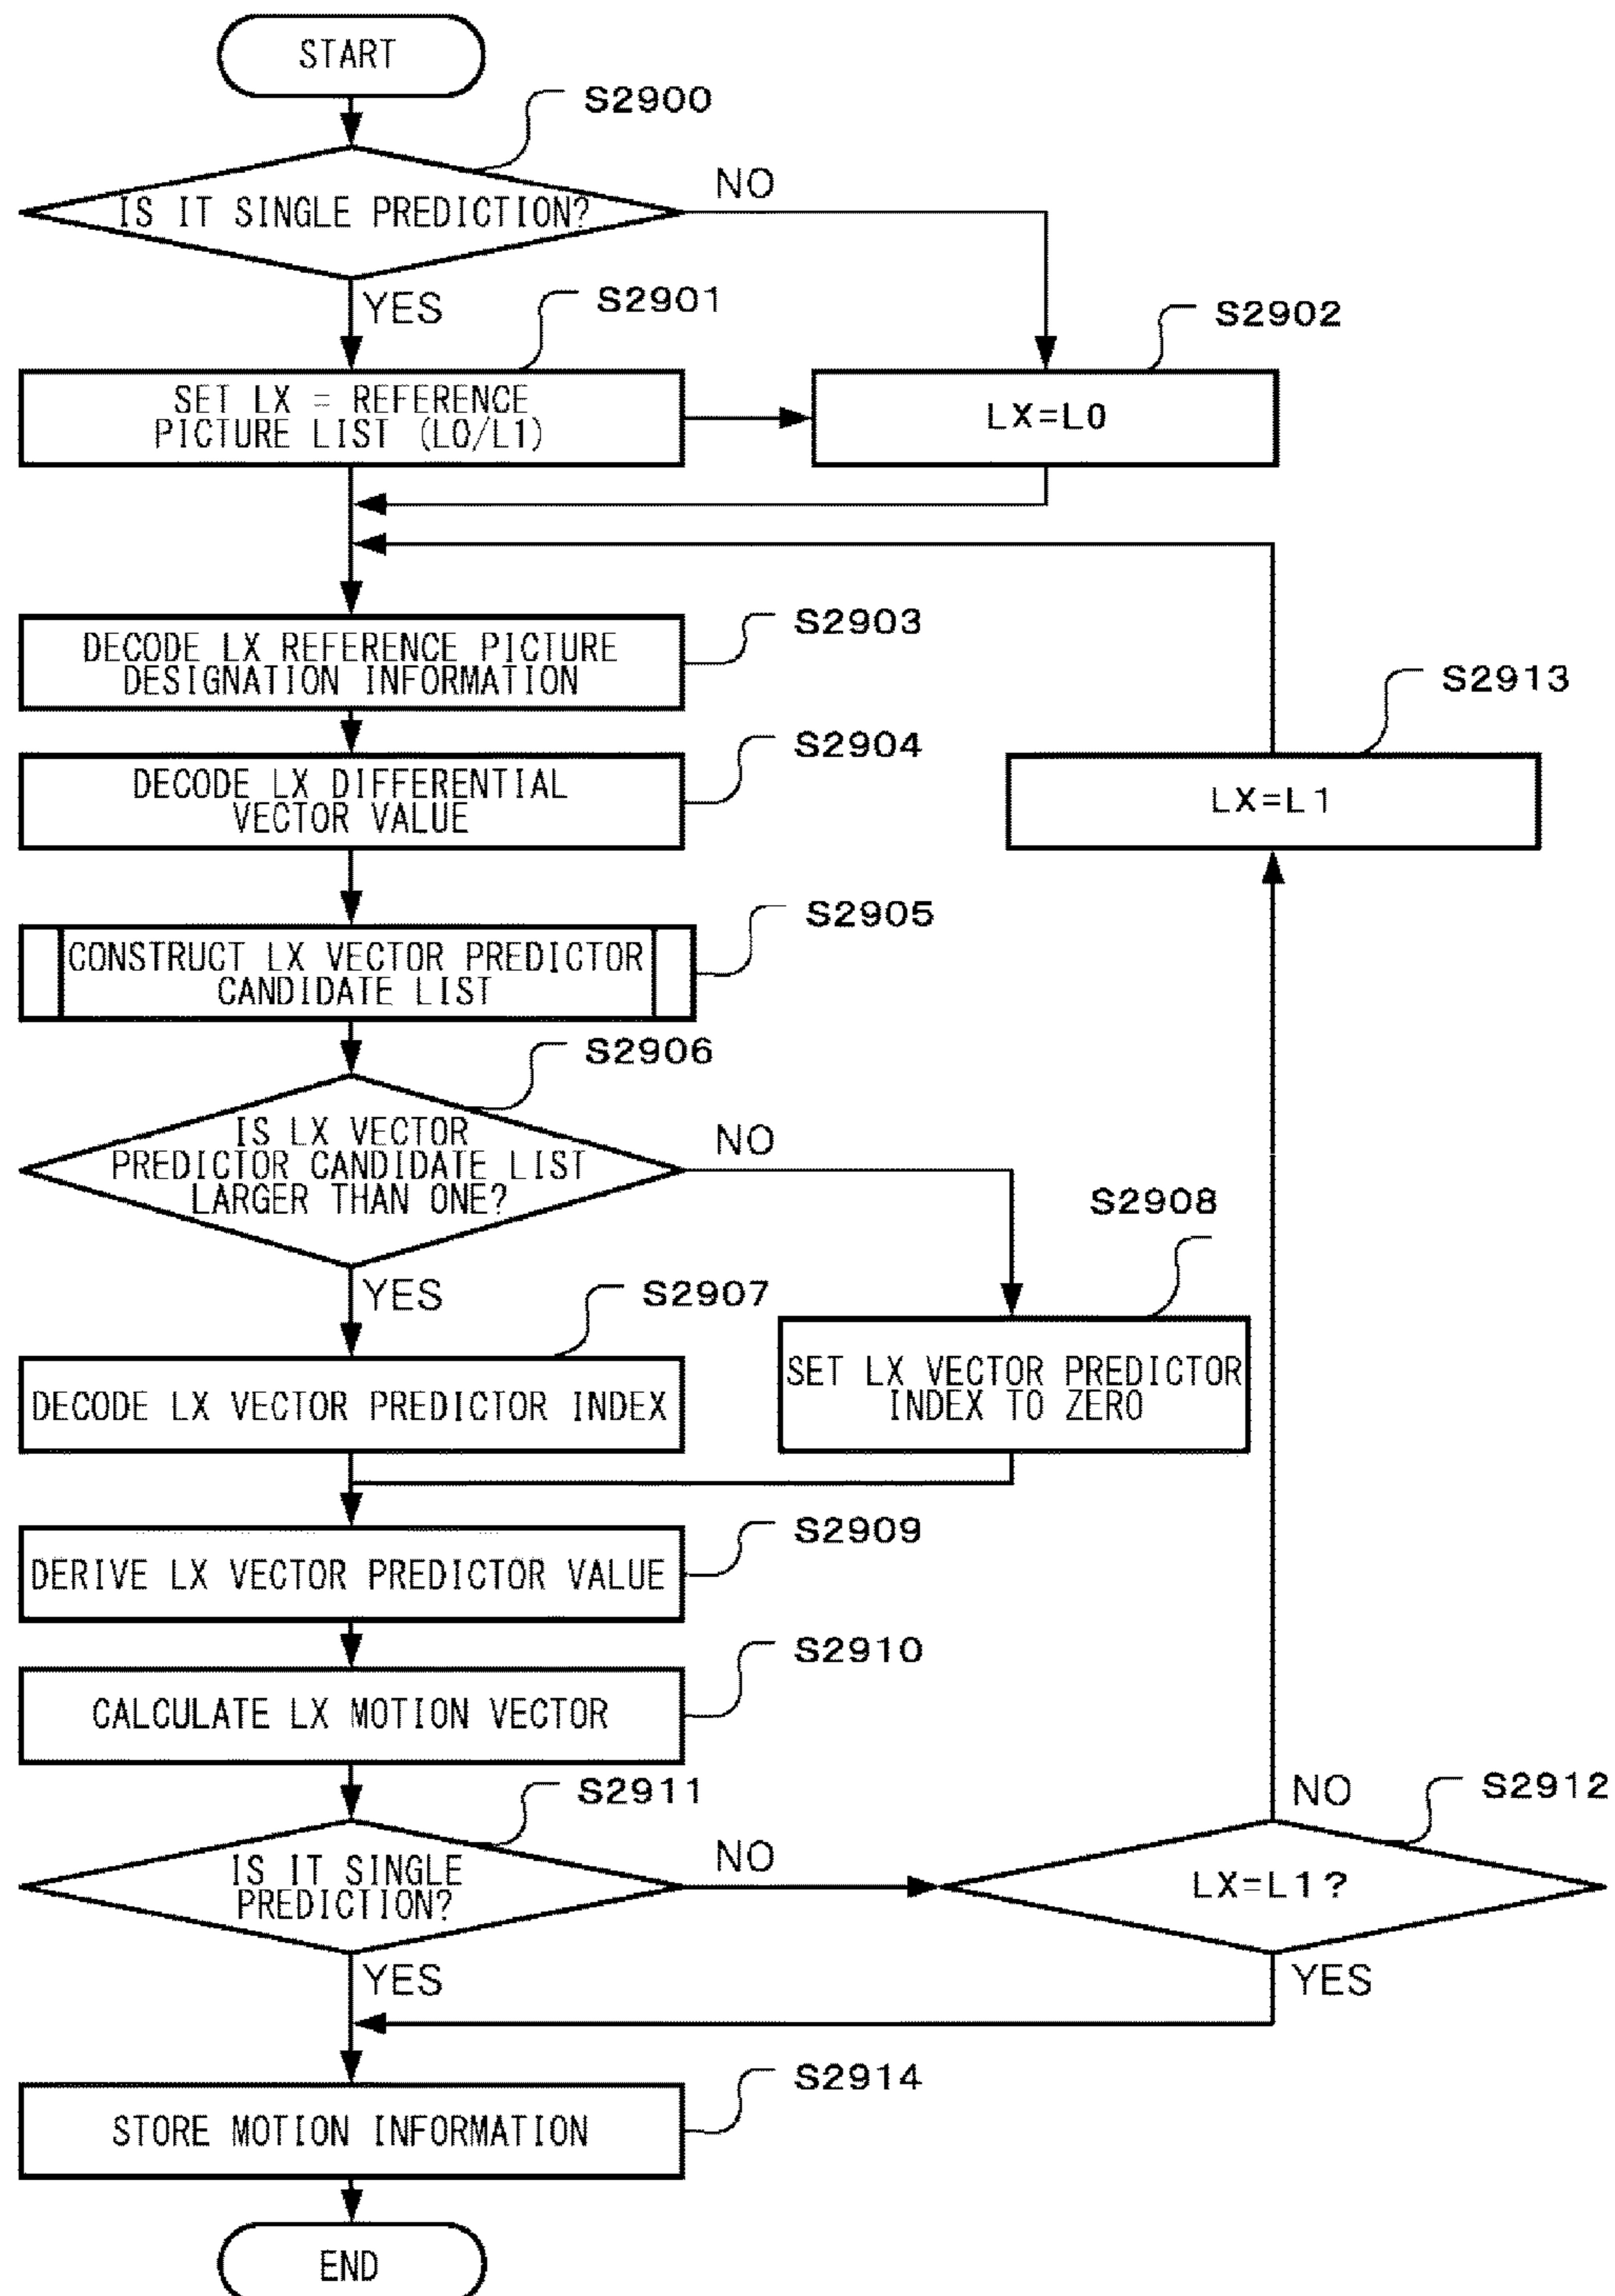 START
S2900
IS IT SINGLE PREDICTION?
NO
YES
S2901
SET LX = REFERENCE
PICTURE LIST (L0/L1)
S2902
LX=L0
S2903
DECODE LX REFERENCE PICTURE
DESIGNATION INFORMATION
S2913
LX=L1
S2904
DECODE LX DIFFERENTIAL
VECTOR VALUE
S2905
CONSTRUCT LX VECTOR PREDICTOR
CANDIDATE LIST
S2906
IS LX VECTOR
PREDICTOR CANDIDATE LIST
LARGER THAN ONE?
NO
YES
S2908
SET LX VECTOR PREDICTOR
INDEX TO ZERO
S2907
DECODE LX VECTOR PREDICTOR INDEX
S2909
DERIVE LX VECTOR PREDICTOR VALUE
S2910
CALCULATE LX MOTION VECTOR
S2911
IS IT SINGLE
PREDICTION?
NO
YES
S2912
NO
LX=L1?
YES
S2914
STORE MOTION INFORMATION
END